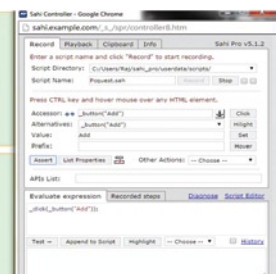 Sahi Controller - Google Chrome
sahi.example.com/_s_/spr/controller8.htm
Record Playback Clipboard Info Sahi Pro v5.1.2
Enter a script name and click "Record" to start recording.
Script Directory: C:/Users/Raj/sahi_pro/userdata/scripts/
Script Name: Poquest.sah Record Stop
Press CTRL key and hover mouse over any HTML element.
Accessor: _button("Add") Click
Alternatives: _button("Add") Hilight
Value: Add Set
Prefix: Hover
Assert List Properties Other Actions: -- Choose --
APIs List:
Evaluate expression Recorded steps Diagnose Script Editor
_click(_button("Add"));
Test → Append to Script Highlight -- Choose -- History